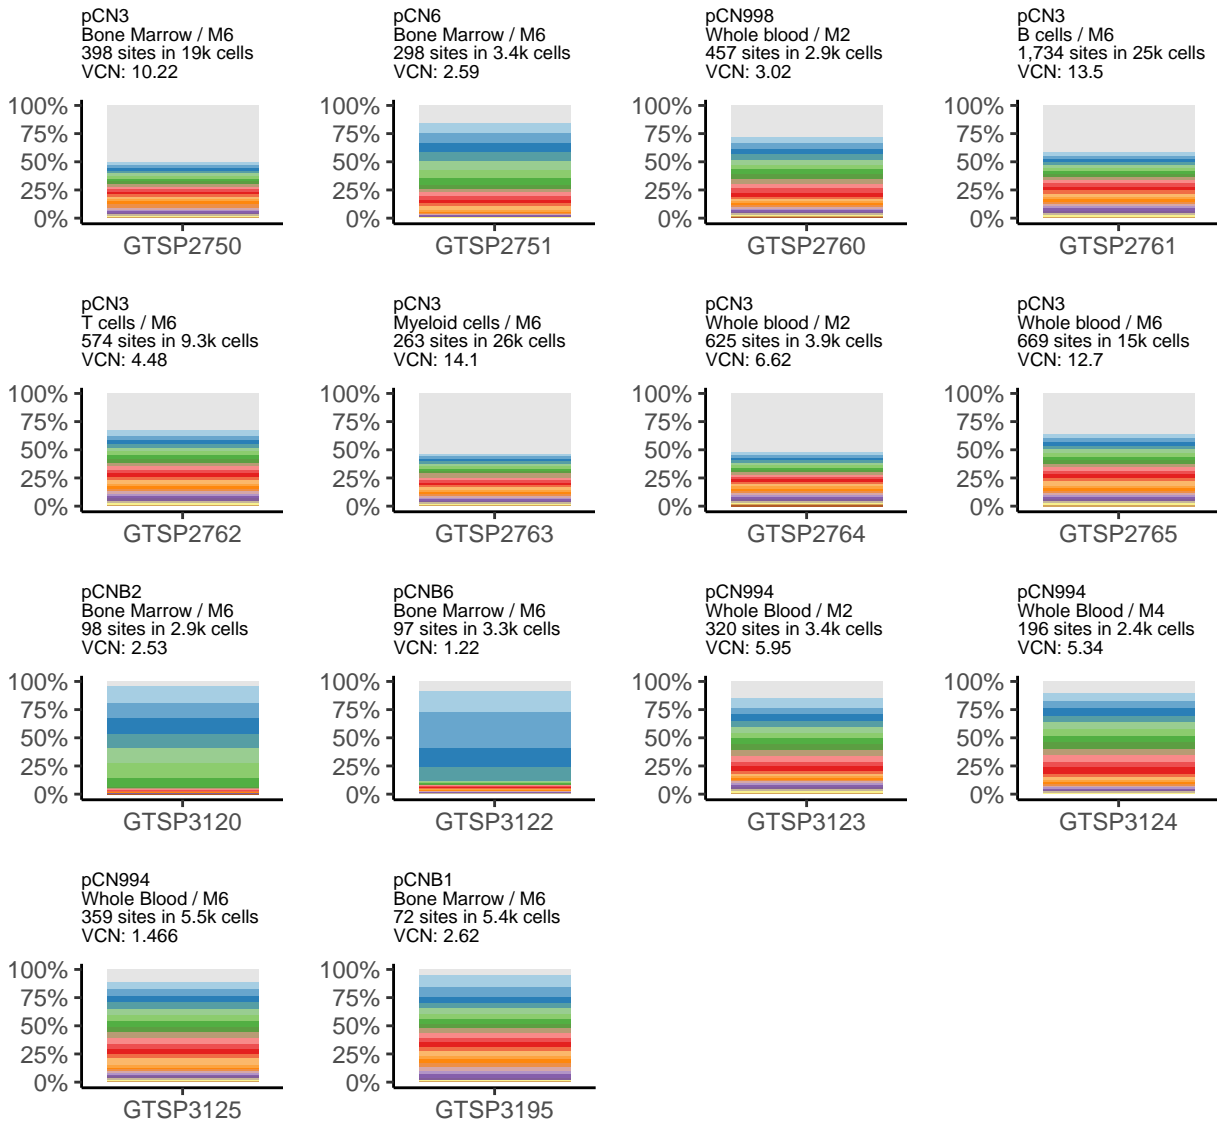 pCN3
Bone Marrow / M6
398 sites in 19k cells
VCN: 10.22
100%
75%
50%
25%
0%
GTSP2750
pCN6
Bone Marrow / M6
298 sites in 3.4k cells
VCN: 2.59
100%
75%
50%
25%
0%
GTSP2751
pCN998
Whole blood / M2
457 sites in 2.9k cells
VCN: 3.02
100%
75%
50%
25%
0%
GTSP2760
pCN3
B cells / M6
1,734 sites in 25k cells
VCN: 13.5
100%
75%
50%
25%
0%
GTSP2761
pCN3
T cells / M6
574 sites in 9.3k cells
VCN: 4.48
100%
75%
50%
25%
0%
GTSP2762
pCN3
Myeloid cells / M6
263 sites in 26k cells
VCN: 14.1
100%
75%
50%
25%
0%
GTSP2763
pCN3
Whole blood / M2
625 sites in 3.9k cells
VCN: 6.62
100%
75%
50%
25%
0%
GTSP2764
pCN3
Whole blood / M6
669 sites in 15k cells
VCN: 12.7
100%
75%
50%
25%
0%
GTSP2765
pCNB2
Bone Marrow / M6
98 sites in 2.9k cells
VCN: 2.53
100%
75%
50%
25%
0%
GTSP3120
pCNB6
Bone Marrow / M6
97 sites in 3.3k cells
VCN: 1.22
100%
75%
50%
25%
0%
GTSP3122
pCN994
Whole Blood / M2
320 sites in 3.4k cells
VCN: 5.95
100%
75%
50%
25%
0%
GTSP3123
pCN994
Whole Blood / M4
196 sites in 2.4k cells
VCN: 5.34
100%
75%
50%
25%
0%
GTSP3124
pCN994
Whole Blood / M6
359 sites in 5.5k cells
VCN: 1.466
100%
75%
50%
25%
0%
GTSP3125
pCNB1
Bone Marrow / M6
72 sites in 5.4k cells
VCN: 2.62
100%
75%
50%
25%
0%
GTSP3195